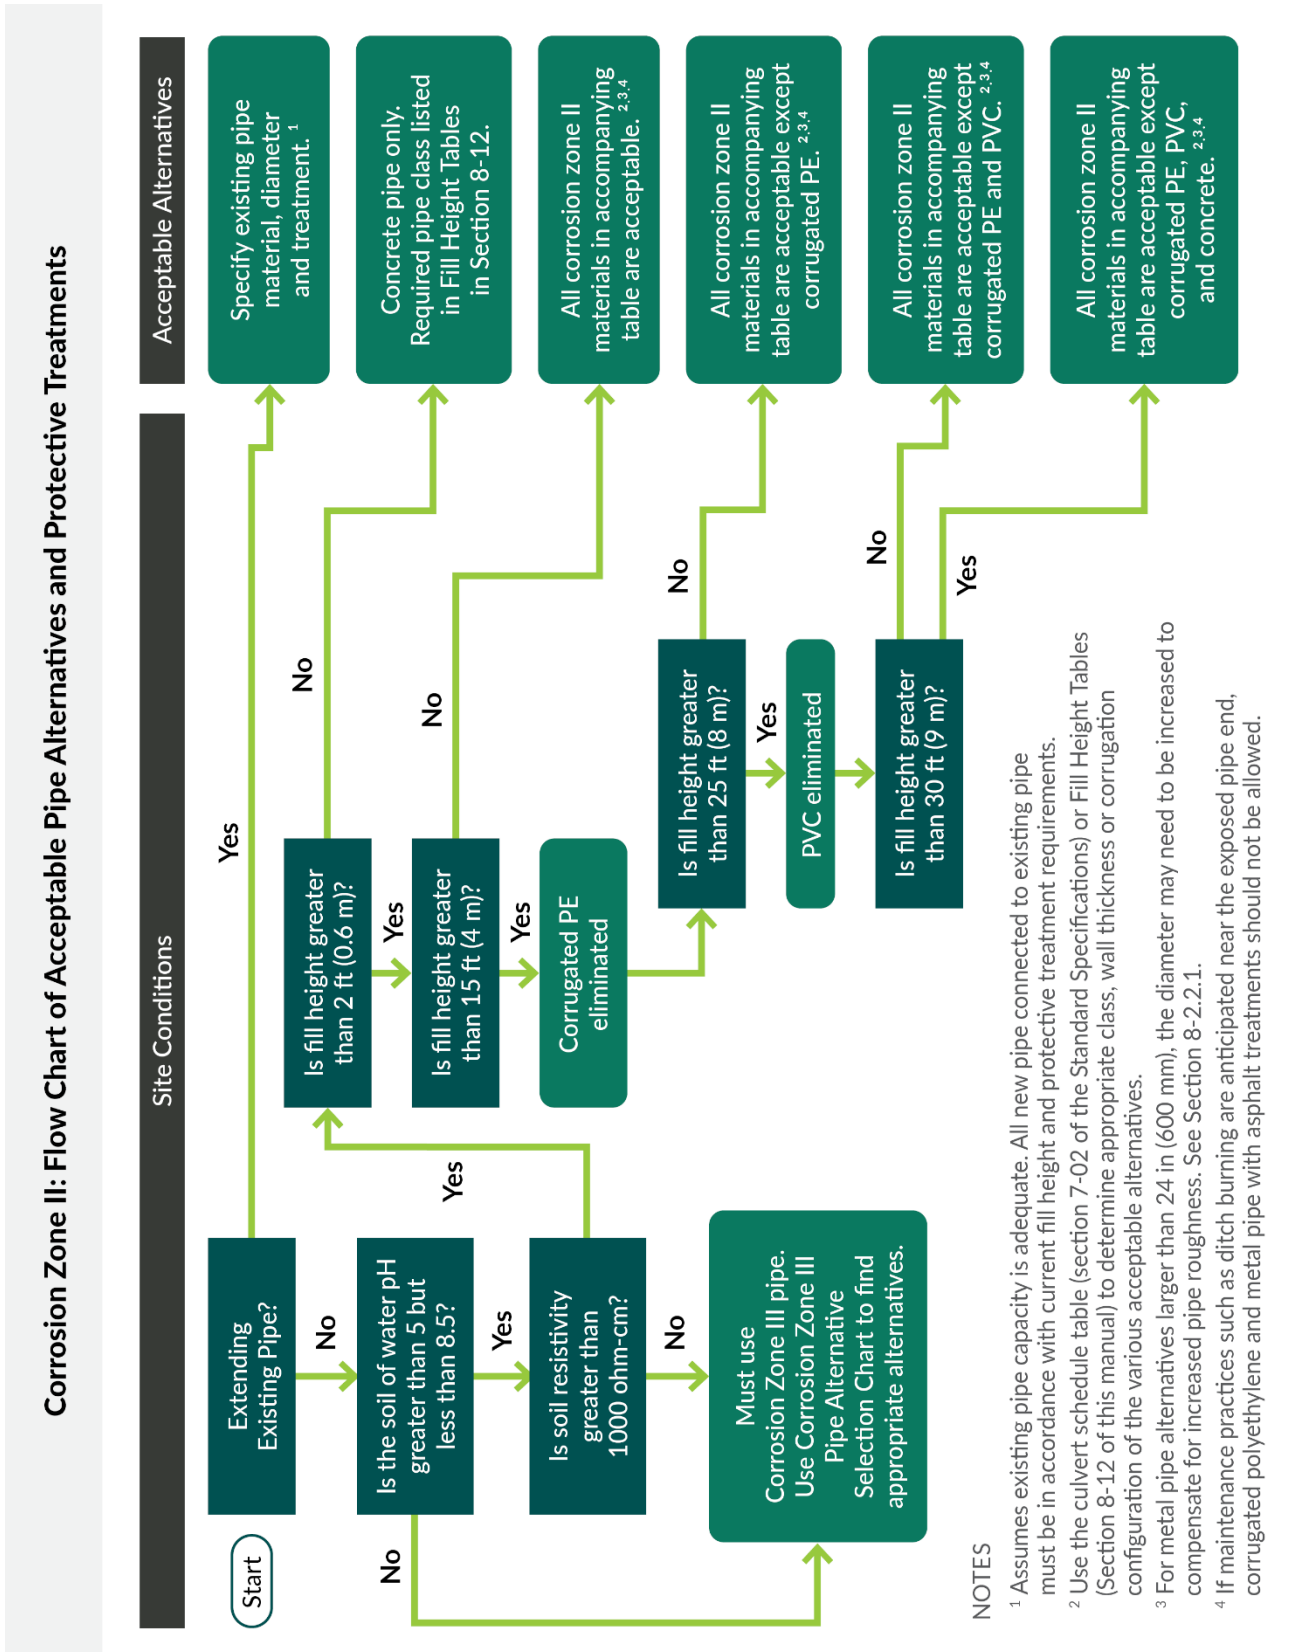 Corrosion Zone II: Flow Chart of Acceptable Pipe Alternatives and Protective Treatments
Site Conditions
Acceptable Alternatives
Start
Extending
Existing Pipe?
Yes
Specify existing pipe
material, diameter
and treatment. 1
No
Is the soil of water pH
greater than 5 but
less than 8.5?
No
Yes
Is soil resistivity
greater than
1000 ohm-cm?
Yes
No
Must use
Corrosion Zone III pipe.
Use Corrosion Zone III
Pipe Alternative
Selection Chart to find
appropriate alternatives.
Is fill height greater
than 2 ft (0.6 m)?
No
Concrete pipe only.
Required pipe class listed
in Fill Height Tables
in Section 8-12.
Yes
Is fill height greater
than 15 ft (4 m)?
No
All corrosion zone II
materials in accompanying
table are acceptable. 2,3,4
Yes
Corrugated PE
eliminated
Is fill height greater
than 25 ft (8 m)?
No
All corrosion zone II
materials in accompanying
table are acceptable except
corrugated PE. 2,3,4
Yes
PVC eliminated
Is fill height greater
than 30 ft (9 m)?
No
All corrosion zone II
materials in accompanying
table are acceptable except
corrugated PE and PVC. 2,3,4
Yes
All corrosion zone II
materials in accompanying
table are acceptable except
corrugated PE, PVC,
and concrete. 2,3,4
NOTES
1 Assumes existing pipe capacity is adequate. All new pipe connected to existing pipe
must be in accordance with current fill height and protective treatment requirements.
2 Use the culvert schedule table (section 7-02 of the Standard Specifications) or Fill Height Tables
(Section 8-12 of this manual) to determine appropriate class, wall thickness or corrugation
configuration of the various acceptable alternatives.
3 For metal pipe alternatives larger than 24 in (600 mm), the diameter may need to be increased to
compensate for increased pipe roughness. See Section 8-2.2.1.
4 If maintenance practices such as ditch burning are anticipated near the exposed pipe end,
corrugated polyethylene and metal pipe with asphalt treatments should not be allowed.